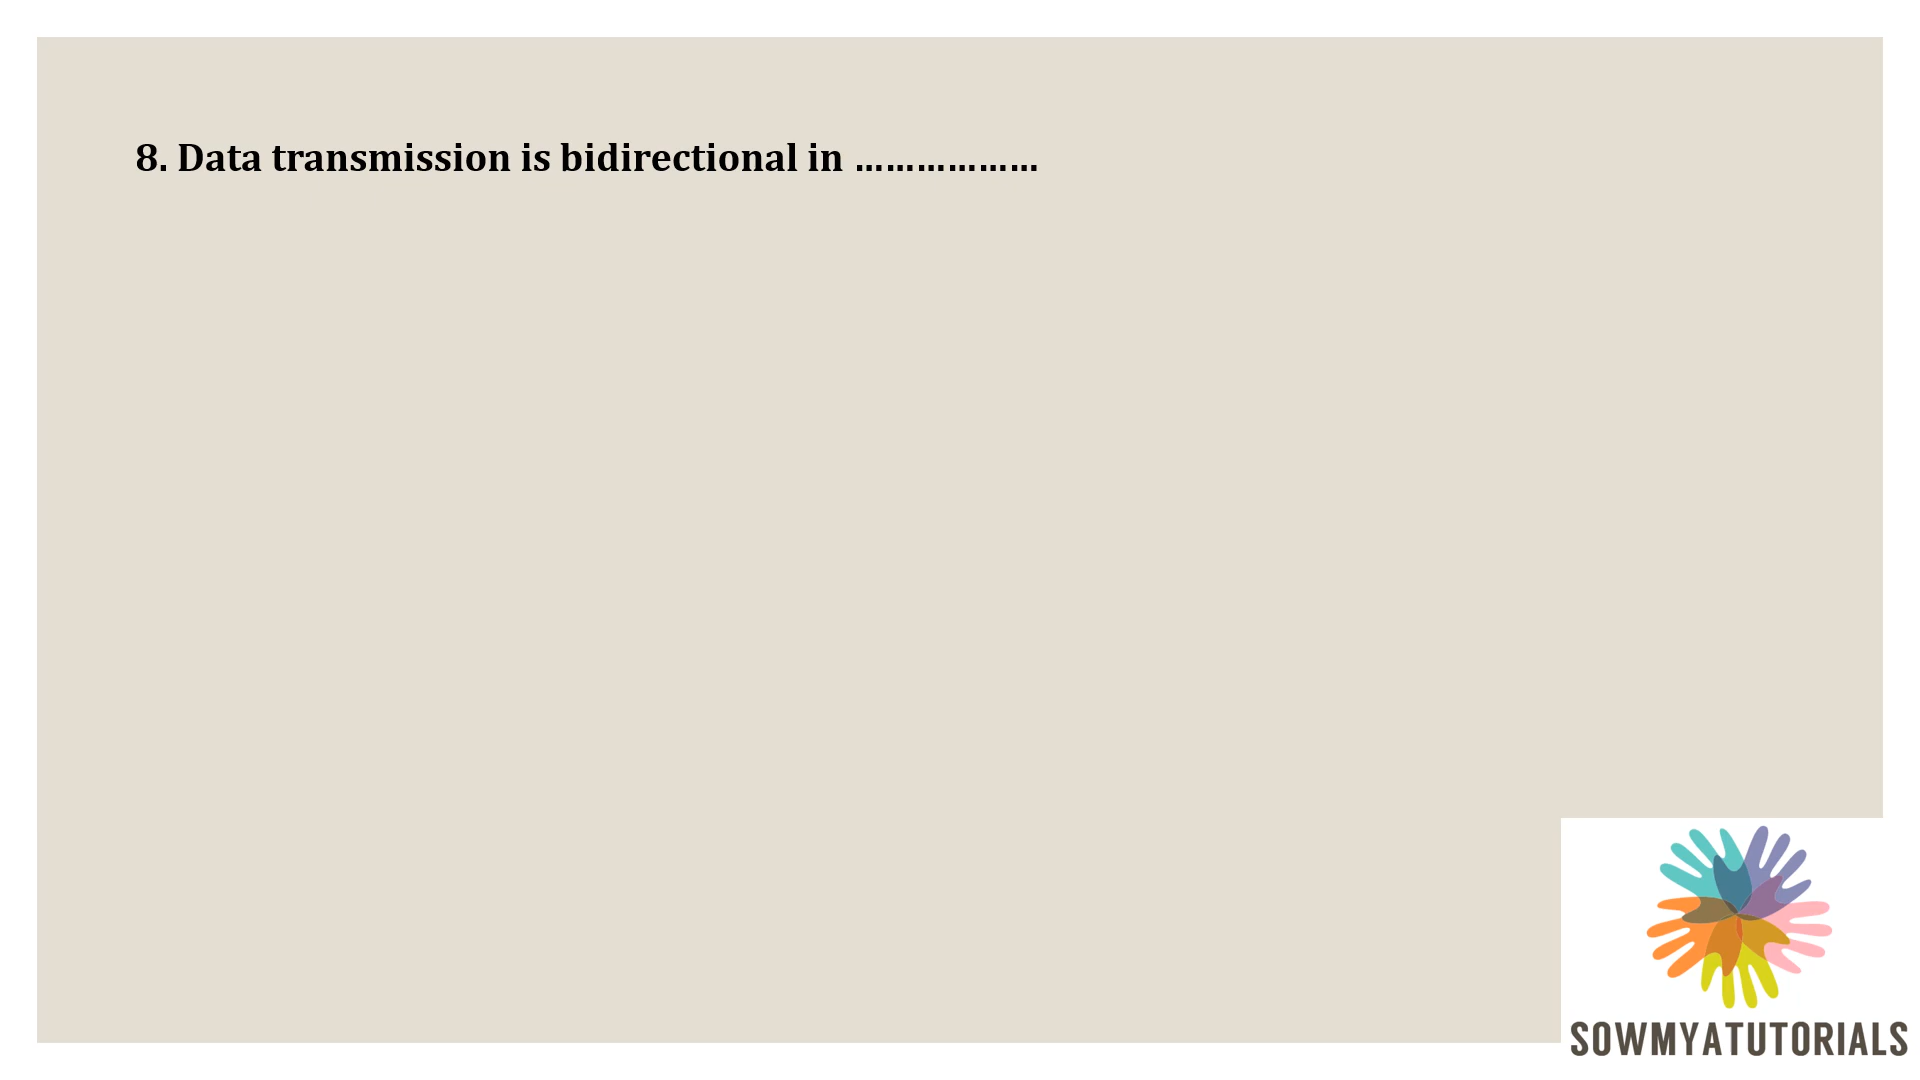 8. Data transmission is bidirectional in ………………
SOWMYATUTORIALS